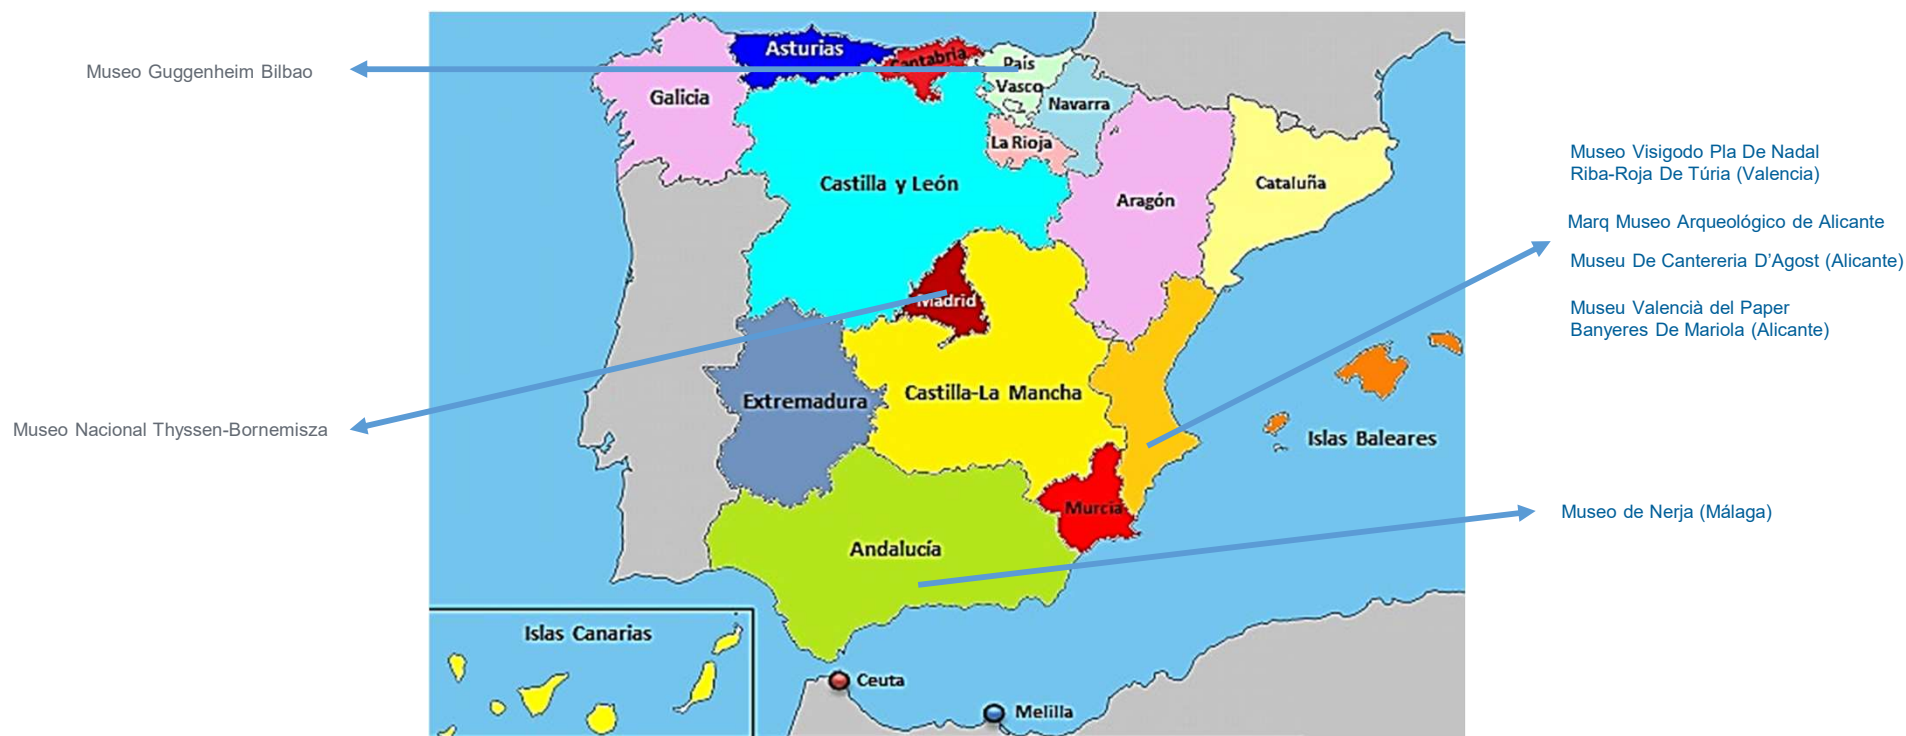 Museo Guggenheim Bilbao
Museo Nacional Thyssen-Bornemisza
Asturias
Cantabria
País
Vasco
Navarra
Galicia
La Rioja
Castilla y León
Aragón
Cataluña
Madrid
Extremadura
Castilla-La Mancha
Islas Baleares
Murcia
Andalucía
Islas Canarias
Ceuta
Melilla
Museo Visigodo Pla De Nadal
Riba-Roja De Túria (Valencia)
Marq Museo Arqueológico de Alicante
Museu De Cantereria D’Agost (Alicante)
Museu Valencià del Paper
Banyeres De Mariola (Alicante)
Museo de Nerja (Málaga)